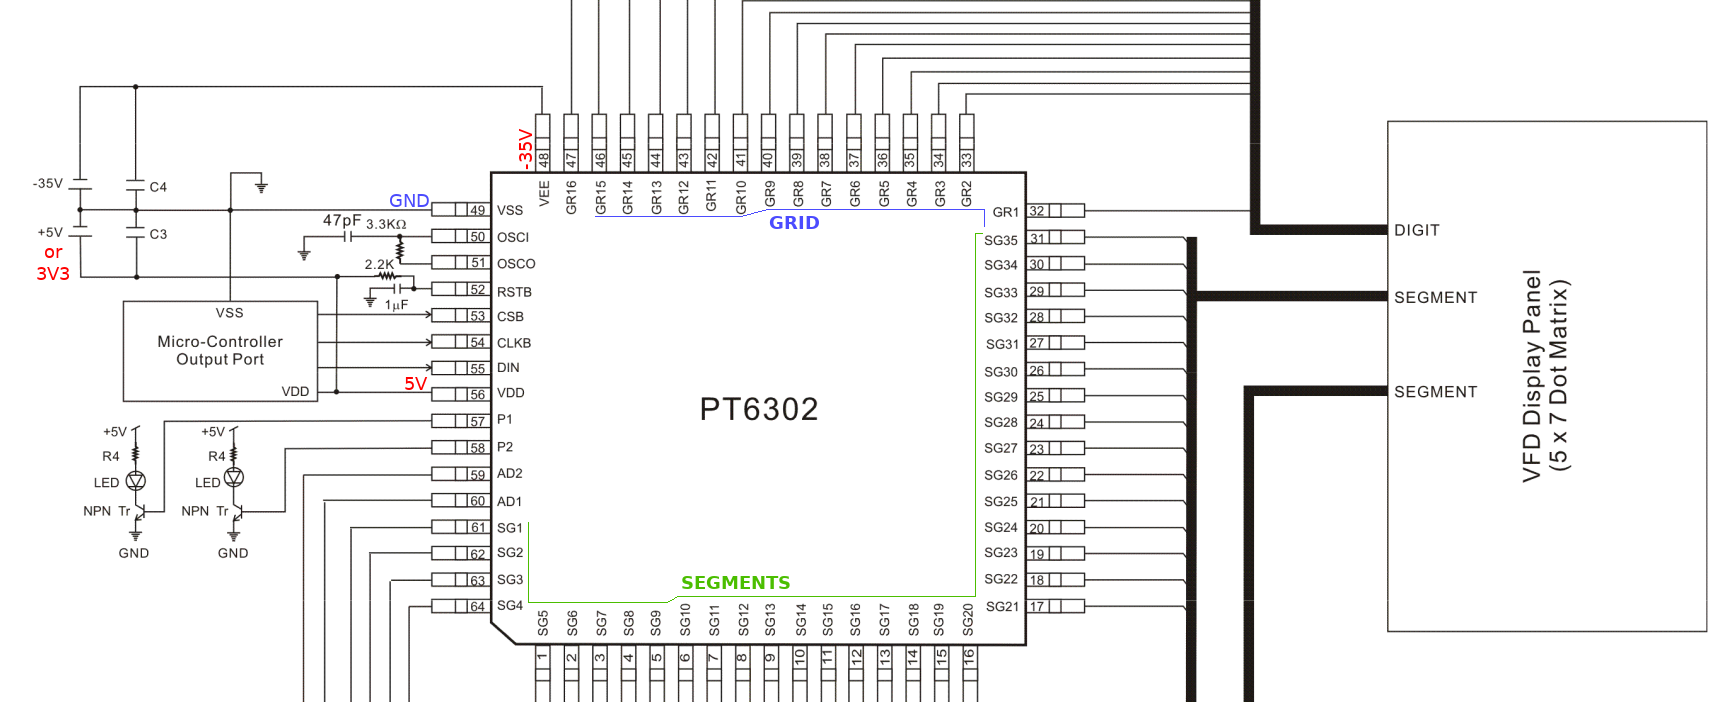 -35V
48
47
46
45
44
43
42
41
40
39
38
37
36
35
34
33
VEE
GR16
GR15
GR14
GR13
GR12
GR11
GR10
GR9
GR8
GR7
GR6
GR5
GR4
GR3
GR2
GRID
-35V
C4
+5V
C3
or
3V3
GND
47pF 3.3KΩ
2.2K
1μF
VSS
Micro-Controller
Output Port
VDD
5V
49 VSS
50 OSCI
51 OSCO
52 RSTB
53 CSB
54 CLKB
55 DIN
56 VDD
57 P1
58 P2
59 AD2
60 AD1
61 SG1
62 SG2
63 SG3
64 SG4
+5V
R4
LED
NPN Tr
GND
+5V
R4
LED
NPN Tr
GND
PT6302
SEGMENTS
GR1 32
SG35 31
SG34 30
SG33 29
SG32 28
SG31 27
SG30 26
SG29 25
SG28 24
SG27 23
SG26 22
SG25 21
SG24 20
SG23 19
SG22 18
SG21 17
SG5
SG6
SG7
SG8
SG9
SG10
SG11
SG12
SG13
SG14
SG15
SG16
SG17
SG18
SG19
SG20
1
2
3
4
5
6
7
8
9
10
11
12
13
14
15
16
DIGIT
SEGMENT
SEGMENT
VFD Display Panel
(5 x 7 Dot Matrix)